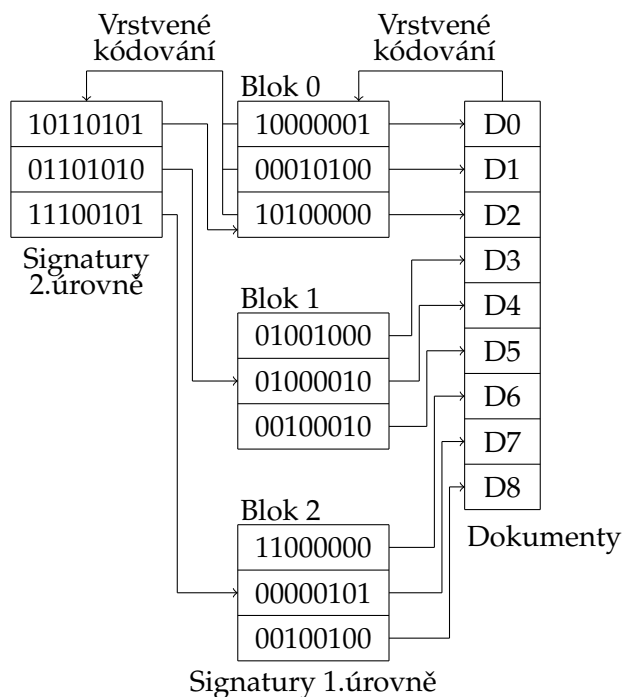 Vrstvené
kódování
Vrstvené
kódování
10110101
01101010
11100101
Signatury
2.úrovně
Blok 0
10000001
00010100
10100000
Blok 1
01001000
01000010
00100010
Blok 2
11000000
00000101
00100100
Signatury 1.úrovně
D0
D1
D2
D3
D4
D5
D6
D7
D8
Dokumenty